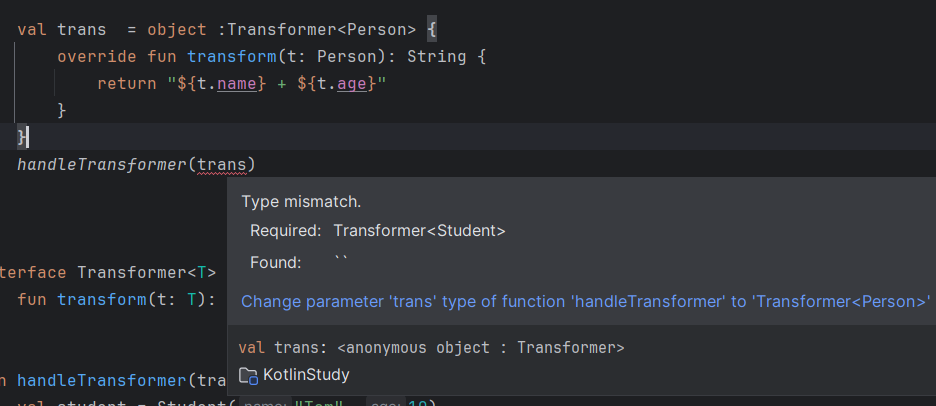 val trans  = object :Transformer<Person> {
override fun transform(t: Person): String {
return "${t.name} + ${t.age}"
}
}
handleTransformer(trans)
Type mismatch.
Required: Transformer<Student>
Found: ``
Change parameter 'trans' type of function 'handleTransformer' to 'Transformer<Person>'
val trans: <anonymous object : Transformer>
KotlinStudy
terface Transformer<T>
fun transform(t: T):
n handleTransformer(tra
val student = Student( name: "Tom", age: 19)